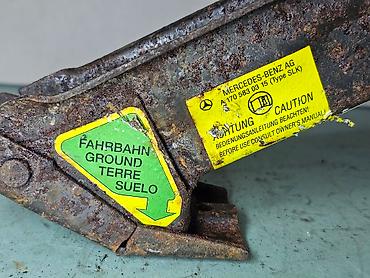 MERCEDES-BENZ AG
A 170 583 03 15 (Type SLK)
ACHTUNG CAUTION
BEDIENUNGSANLEITUNG BEACHTEN!
BEFORE USE CONSULT OWNER'S MANUAL
FAHRBAHN
GROUND
TERRE
SUELO